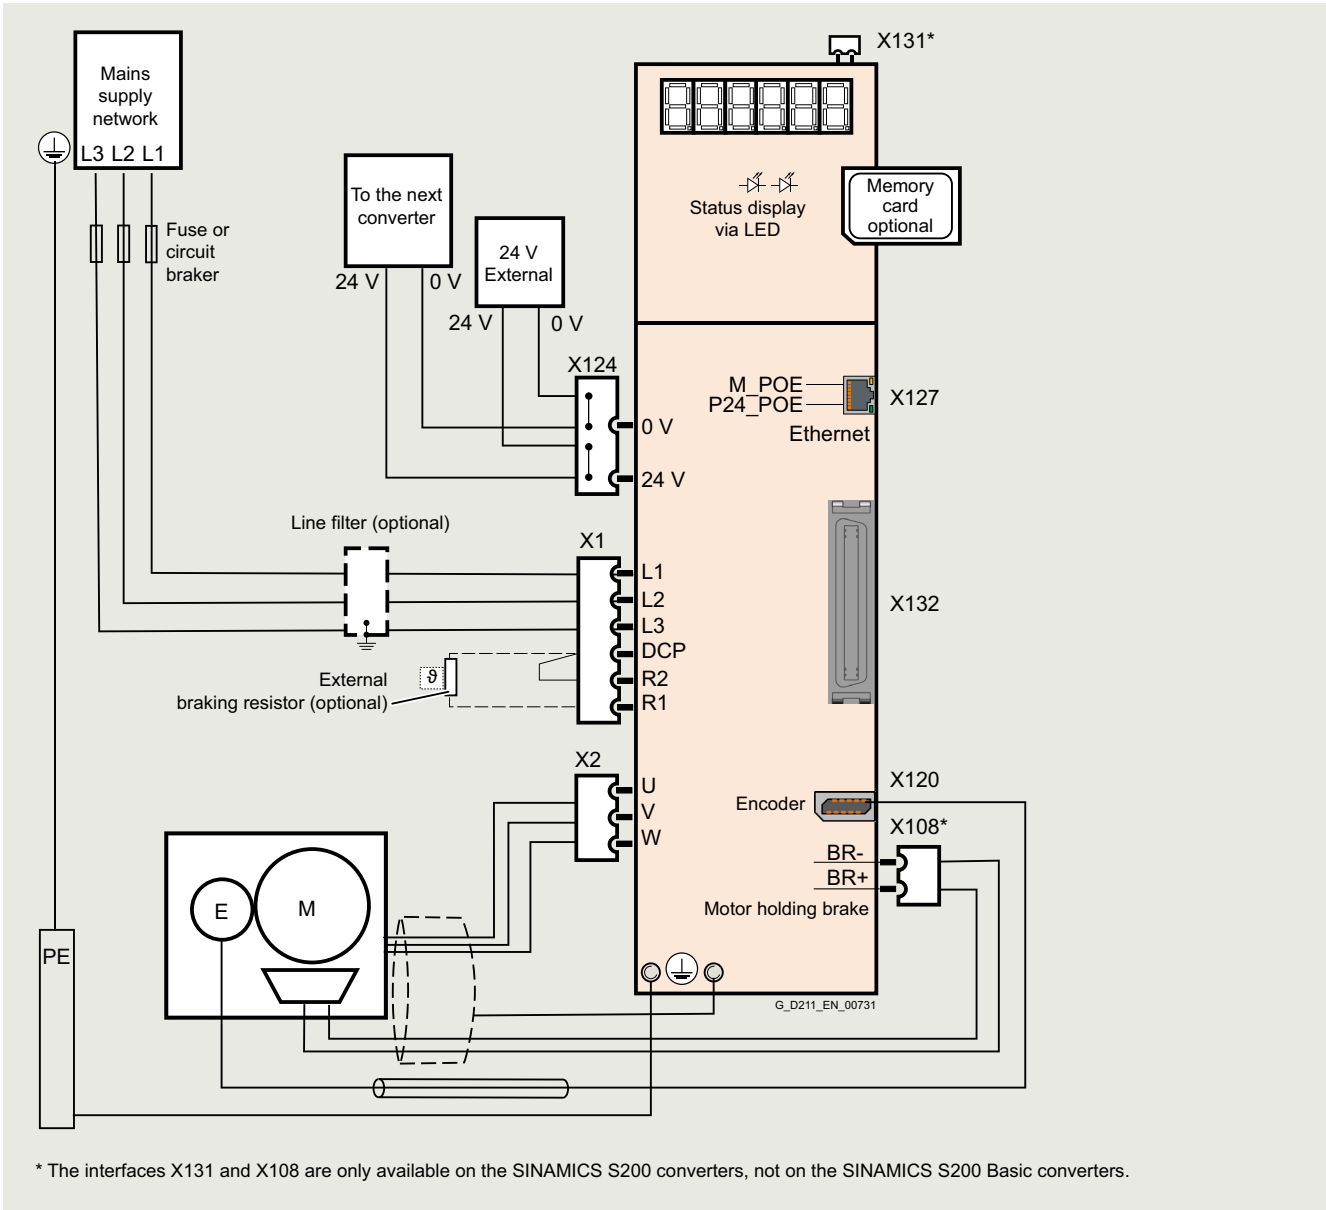 X131*
Mains
supply
network
L3 L2 L1
Fuse or
circuit
braker
To the next
converter
24 V
0 V
24 V
External
24 V
0 V
Status display
via LED
Memory
card
optional
X124
0 V
24 V
M_POE
P24_POE
X127
Ethernet
Line filter (optional)
X1
L1
L2
L3
DCP
R2
R1
X132
ϑ
External
braking resistor (optional)
X2
U
V
W
Encoder
X120
X108*
BR-
BR+
Motor holding brake
E
M
PE
G_D211_EN_00731
* The interfaces X131 and X108 are only available on the SINAMICS S200 converters, not on the SINAMICS S200 Basic converters.